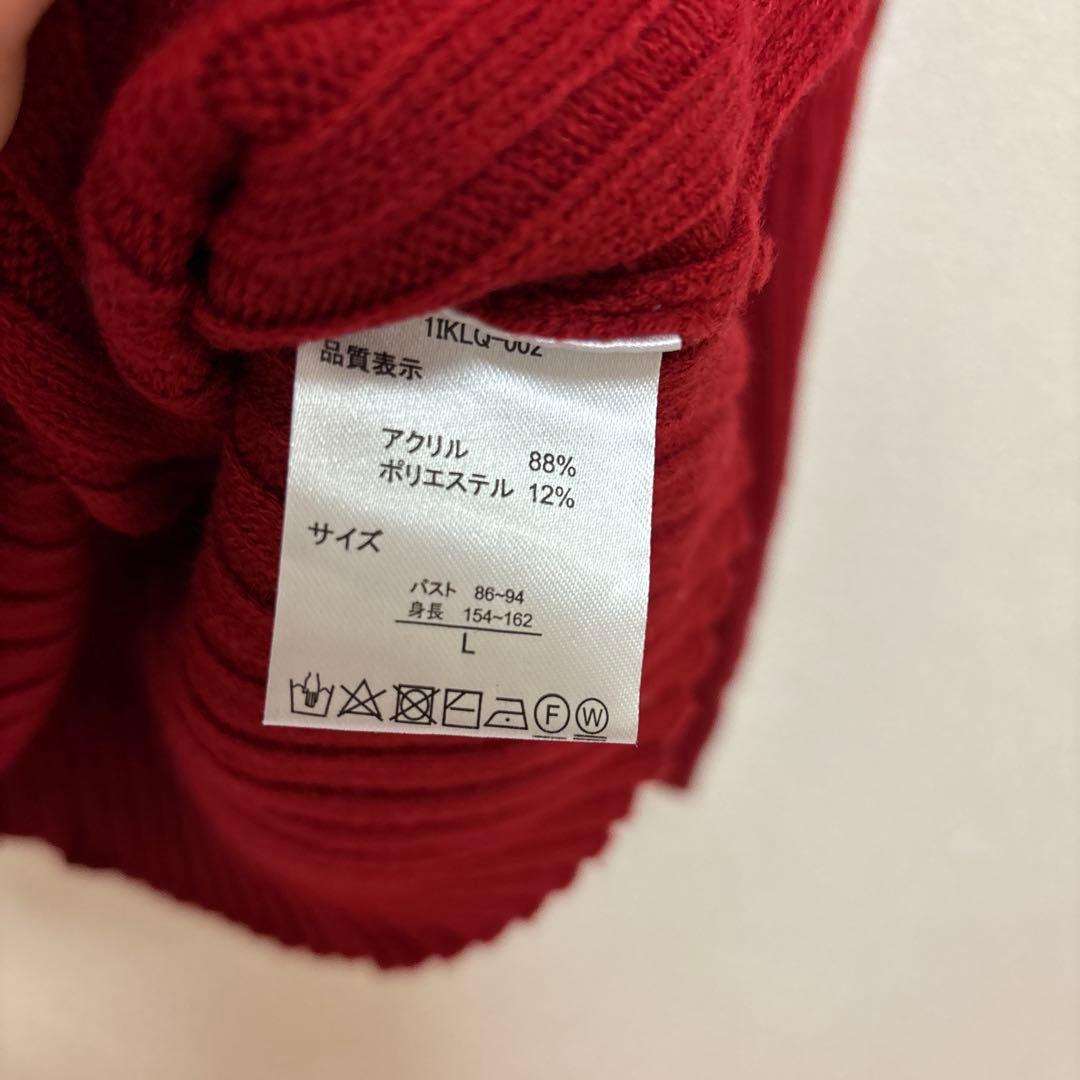 1IKLQ-002
品質表示
アクリル 88%
ポリエステル 12%
サイズ
バスト 86~94
身長 154~162
L
F W